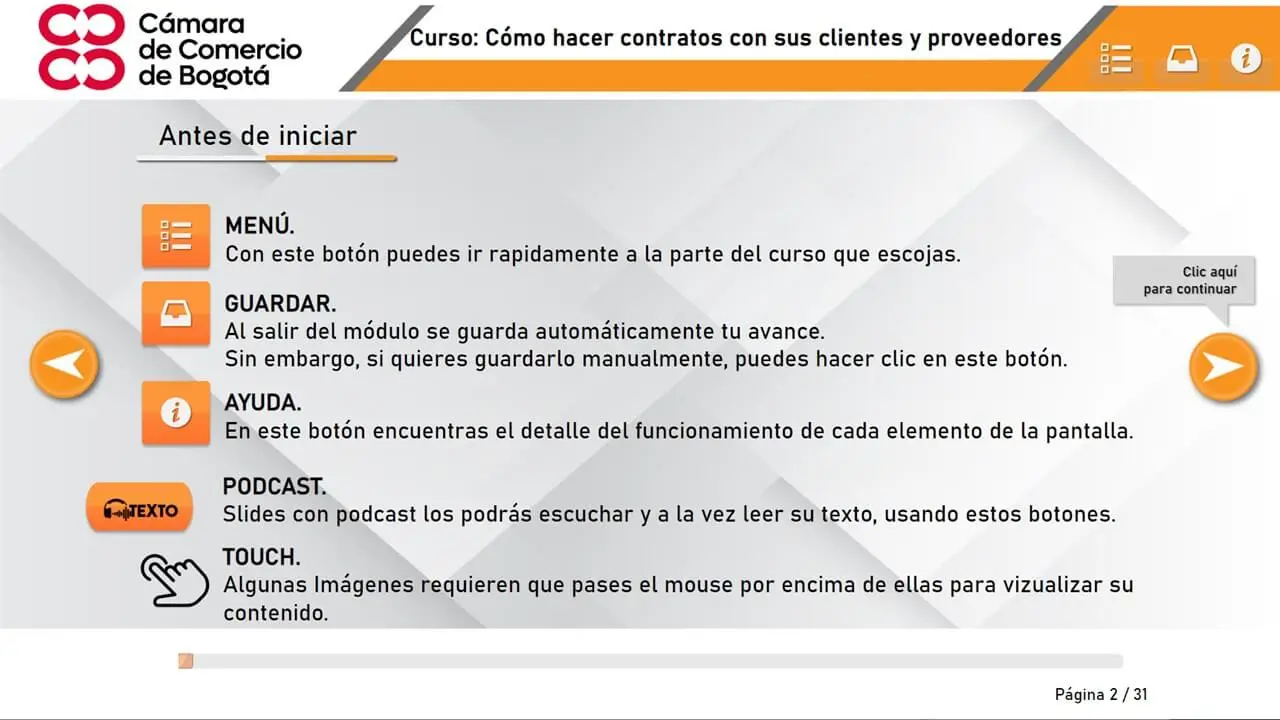 Cámara
de Comercio
de Bogotá
Curso: Cómo hacer contratos con sus clientes y proveedores
Antes de iniciar
MENÚ.
Con este botón puedes ir rapidamente a la parte del curso que escojas.
Clic aquí
para continuar
GUARDAR.
Al salir del módulo se guarda automáticamente tu avance.
Sin embargo, si quieres guardarlo manualmente, puedes hacer clic en este botón.
AYUDA.
En este botón encuentras el detalle del funcionamiento de cada elemento de la pantalla.
PODCAST.
TEXTO
Slides con podcast los podrás escuchar y a la vez leer su texto, usando estos botones.
TOUCH.
Algunas Imágenes requieren que pases el mouse por encima de ellas para vizualizar su
contenido.
Página 2 / 31